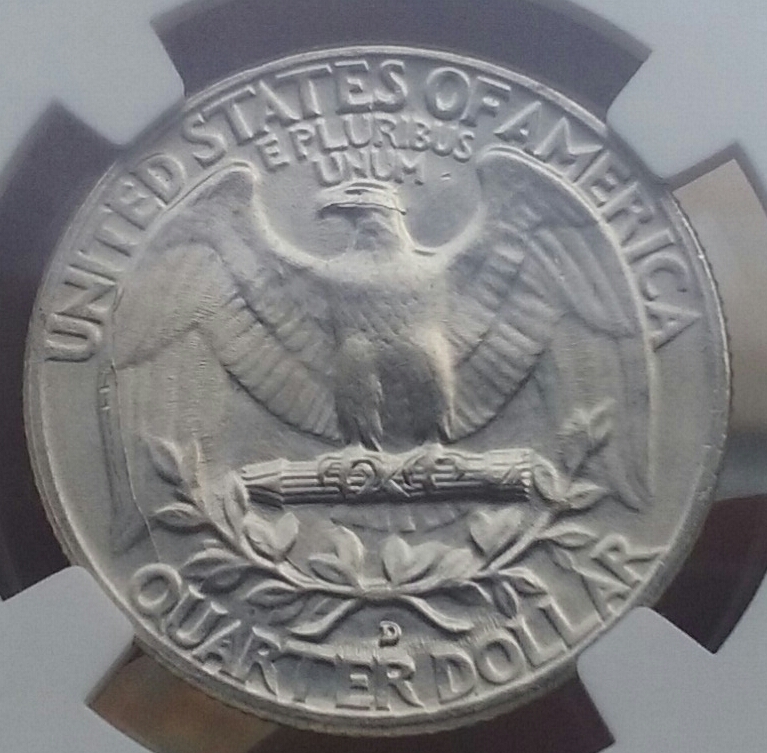 UNITED STATES OF AMERICA
E PLURIBUS
UNUM
D
QUARTER DOLLAR